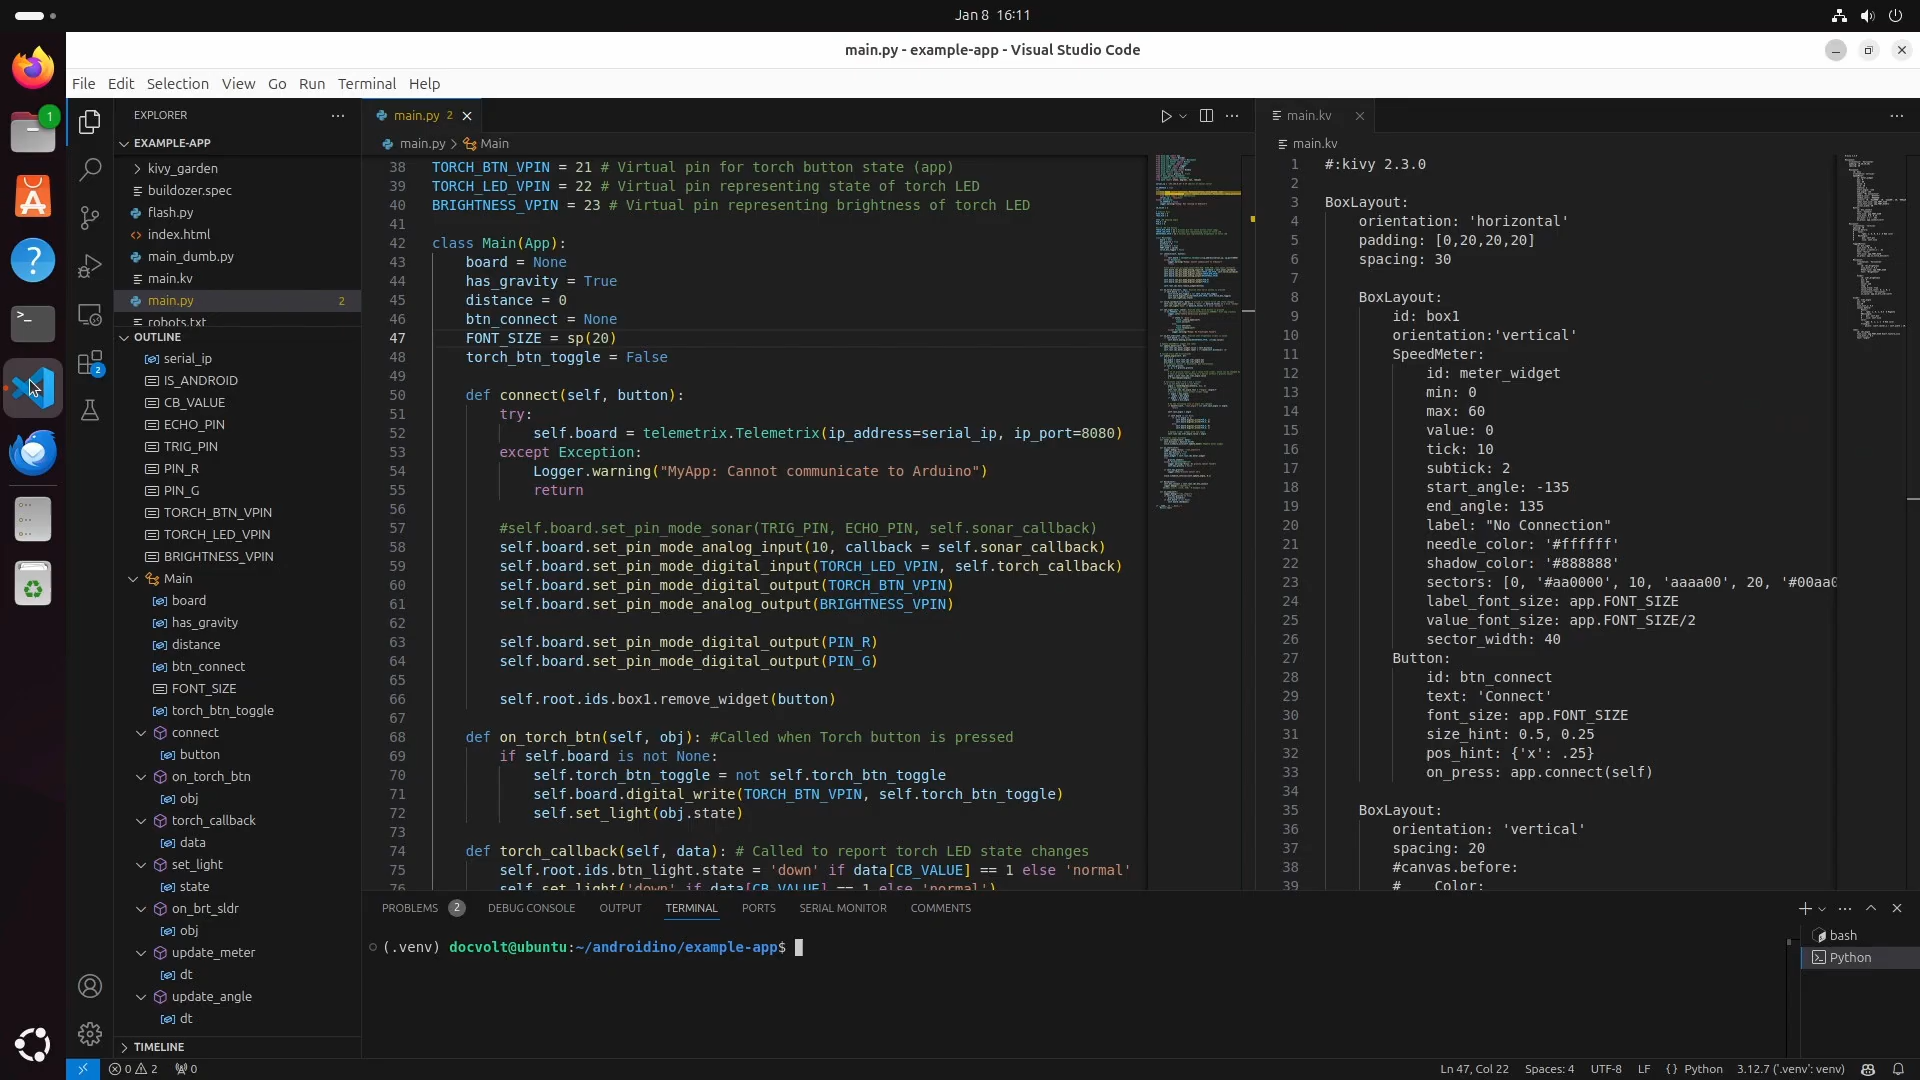 Jan 8 16:11
main.py - example-app - Visual Studio Code
File Edit Selection View Go Run Terminal Help
EXPLORER
EXAMPLE-APP
kivy_garden
buildozer.spec
flash.py
index.html
main_dumb.py
main.kv
main.py 2
robots.txt
OUTLINE
serial_ip
IS_ANDROID
CB_VALUE
ECHO_PIN
TRIG_PIN
PIN_R
PIN_G
TORCH_BTN_VPIN
TORCH_LED_VPIN
BRIGHTNESS_VPIN
Main
board
has_gravity
distance
btn_connect
FONT_SIZE
torch_btn_toggle
connect
button
on_torch_btn
obj
torch_callback
data
set_light
state
on_brt_sldr
obj
update_meter
dt
update_angle
dt
TIMELINE
main.py 2
main.py > Main
38 TORCH_BTN_VPIN = 21 # Virtual pin for torch button state (app)
39 TORCH_LED_VPIN = 22 # Virtual pin representing state of torch LED
40 BRIGHTNESS_VPIN = 23 # Virtual pin representing brightness of torch LED
41
42 class Main(App):
43 board = None
44 has_gravity = True
45 distance = 0
46 btn_connect = None
47 FONT_SIZE = sp(20)
48 torch_btn_toggle = False
49
50 def connect(self, button):
51 try:
52 self.board = telemetrix.Telemetrix(ip_address=serial_ip, ip_port=8080)
53 except Exception:
54 Logger.warning("MyApp: Cannot communicate to Arduino")
55 return
56
57 #self.board.set_pin_mode_sonar(TRIG_PIN, ECHO_PIN, self.sonar_callback)
58 self.board.set_pin_mode_analog_input(10, callback = self.sonar_callback)
59 self.board.set_pin_mode_digital_input(TORCH_LED_VPIN, self.torch_callback)
60 self.board.set_pin_mode_digital_output(TORCH_BTN_VPIN)
61 self.board.set_pin_mode_analog_output(BRIGHTNESS_VPIN)
62
63 self.board.set_pin_mode_digital_output(PIN_R)
64 self.board.set_pin_mode_digital_output(PIN_G)
65
66 self.root.ids.box1.remove_widget(button)
67
68 def on_torch_btn(self, obj): #Called when Torch button is pressed
69 if self.board is not None:
70 self.torch_btn_toggle = not self.torch_btn_toggle
71 self.board.digital_write(TORCH_BTN_VPIN, self.torch_btn_toggle)
72 self.set_light(obj.state)
73
74 def torch_callback(self, data): # Called to report torch LED state changes
75 self.root.ids.btn_light.state = 'down' if data[CB_VALUE] == 1 else 'normal'
76 self.set_light('down' if data[CB_VALUE] == 1 else 'normal')
main.kv
main.kv
1 #:kivy 2.3.0
2
3 BoxLayout:
4 orientation: 'horizontal'
5 padding: [0,20,20,20]
6 spacing: 30
7
8 BoxLayout:
9 id: box1
10 orientation:'vertical'
11 SpeedMeter:
12 id: meter_widget
13 min: 0
14 max: 60
15 value: 0
16 tick: 10
17 subtick: 2
18 start_angle: -135
19 end_angle: 135
20 label: "No Connection"
21 needle_color: '#ffffff'
22 shadow_color: '#888888'
23 sectors: [0, '#aa0000', 10, 'aaaa00', 20, '#00aa0
24 label_font_size: app.FONT_SIZE
25 value_font_size: app.FONT_SIZE/2
26 sector_width: 40
27 Button:
28 id: btn_connect
29 text: 'Connect'
30 font_size: app.FONT_SIZE
31 size_hint: 0.5, 0.25
32 pos_hint: {'x': .25}
33 on_press: app.connect(self)
34
35 BoxLayout:
36 orientation: 'vertical'
37 spacing: 20
38 #canvas.before:
39 # Color:
PROBLEMS 2 DEBUG CONSOLE OUTPUT TERMINAL PORTS SERIAL MONITOR COMMENTS
(.venv) docvolt@ubuntu:~/androidino/example-app$
bash
Python
0 2 0
Ln 47, Col 22 Spaces: 4 UTF-8 LF {} Python 3.12.7 ('.venv': venv)
1
2